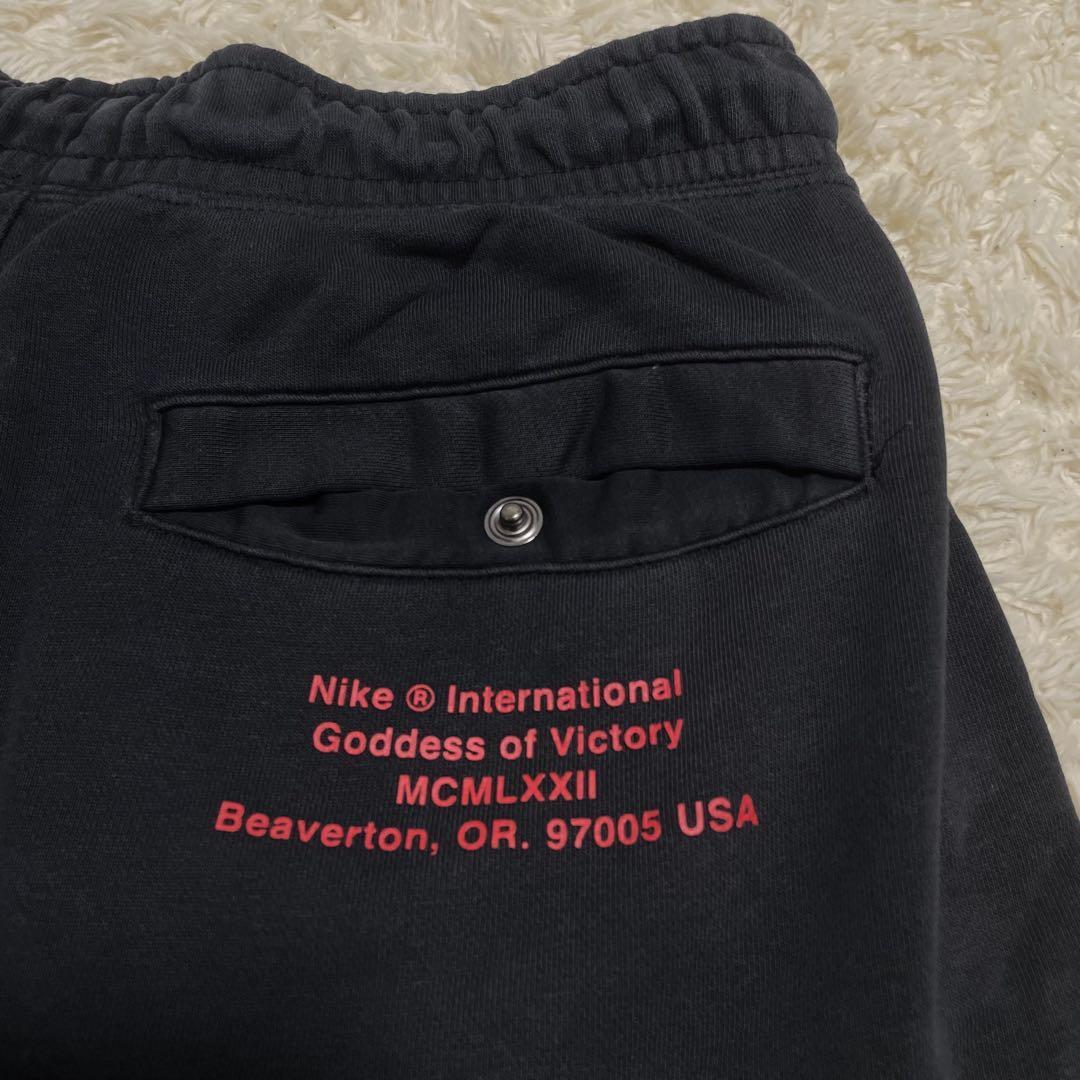 Nike ® International
Goddess of Victory
MCMLXXII
Beaverton, OR. 97005 USA